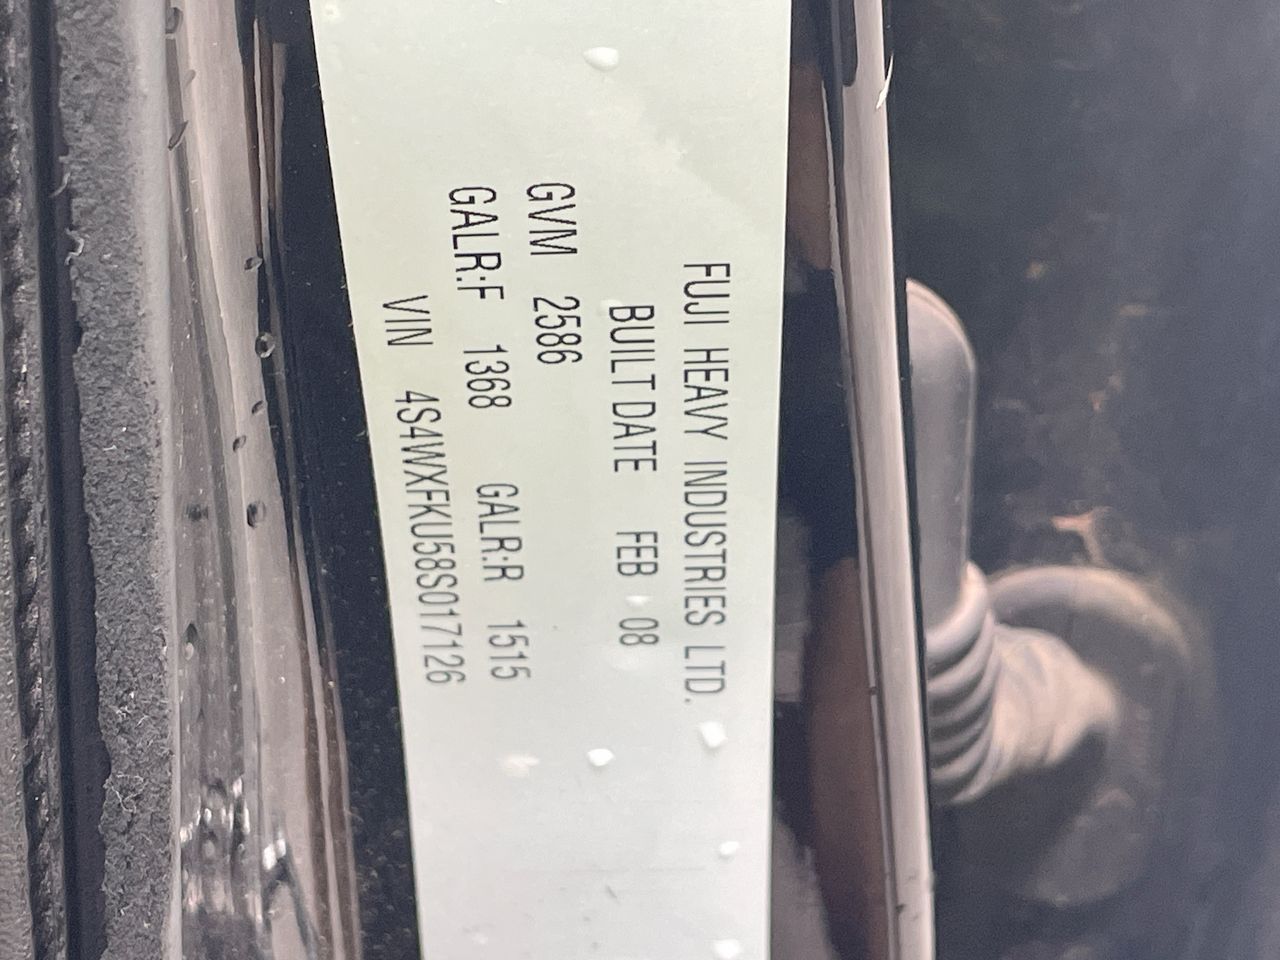 FUJI HEAVY INDUSTRIES LTD.
BUILT DATE FEB 08
GVM 2586
GALR:F 1368 GALR:R 1515
VIN 4S4WXFKU58S017126